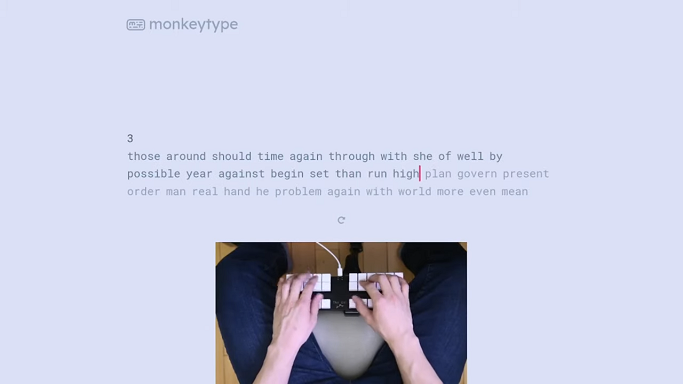 monkeytype
3
those around should time again through with she of well by
possible year against begin set than run high plan govern present
order man real hand he problem again with world more even mean